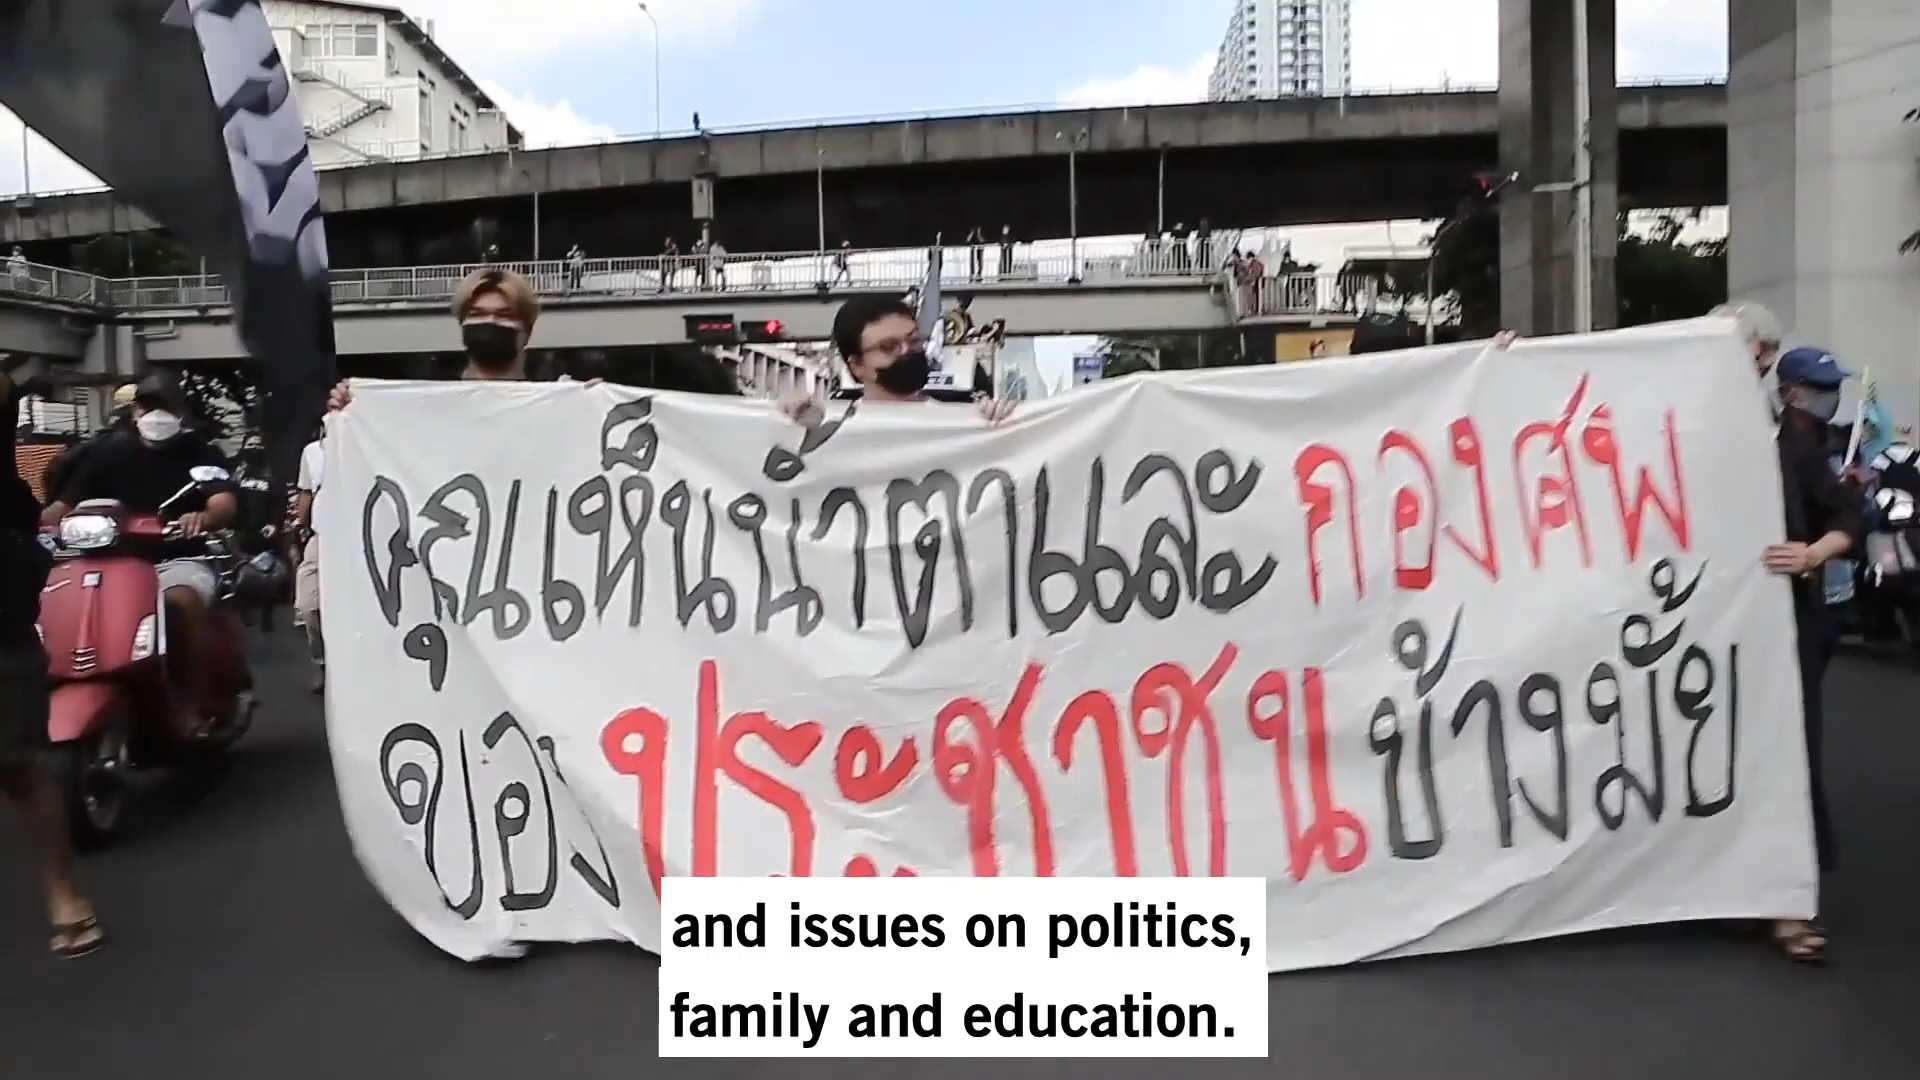 คุณเห็นน้ำตาและกองศพ
ของประชาชนบ้างมั้ย
and issues on politics,
family and education.